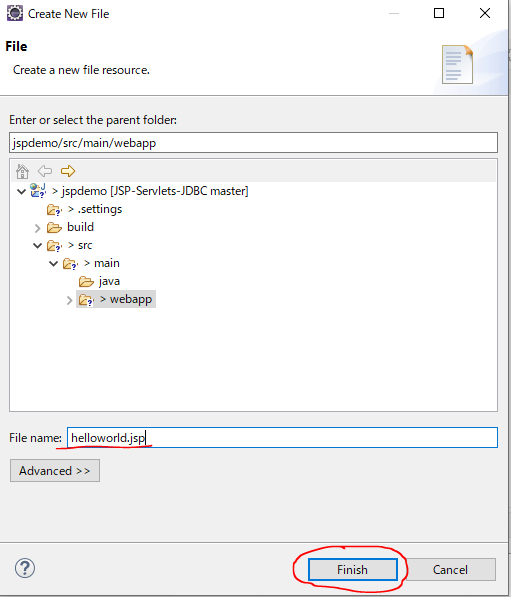 Create New File
File
Create a new file resource.
Enter or select the parent folder:
jspdemo/src/main/webapp
> jspdemo [JSP-Servlets-JDBC master]
> .settings
build
> src
> main
java
> webapp
File name: helloworld.jsp
Advanced >>
Finish Cancel